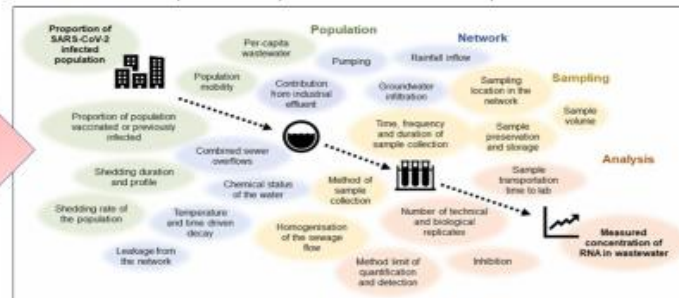 Population
Network
Sampling
Analysis
Proportion of
SARS-CoV-2
infected
population
Per-capita
wastewater
Pumping
Rainfall inflow
Population
mobility
Contribution
from industrial
effluent
Groundwater
infiltration
Sampling
location in the
network
Sample
volume
Proportion of population
vaccinated or previously
infected
Combined sewer
overflows
Time, frequency
and duration of
sample collection
Sample
preservation
and storage
Shedding duration
and profile
Chemical status
of the water
Method of
sample
collection
Sample
transportation
time to lab
Shedding rate of
the population
Temperature
and time driven
decay
Homogenisation
of the sewage
flow
Number of technical
and biological
replicates
Leakage from
the network
Method limit of
quantification
and detection
Inhibition
Measured
concentration of
RNA in wastewater